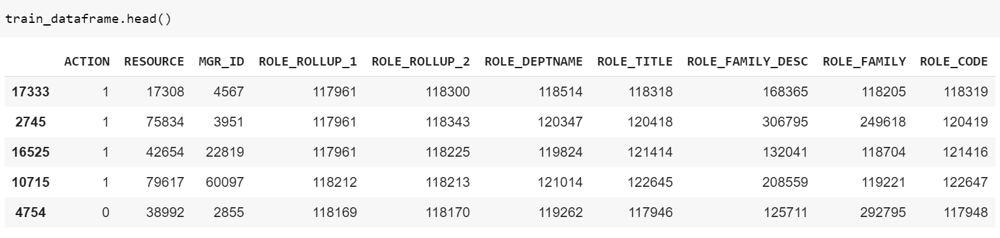 train_dataframe.head()
ACTION RESOURCE MGR_ID ROLE_ROLLUP_1 ROLE_ROLLUP_2 ROLE_DEPTNAME ROLE_TITLE ROLE_FAMILY_DESC ROLE_FAMILY ROLE_CODE
17333 1 17308 4567 117961 118300 118514 118318 168365 118205 118319
2745 1 75834 3951 117961 118343 120347 120418 306795 249618 120419
16525 1 42654 22819 117961 118225 119824 121414 132041 118704 121416
10715 1 79617 60097 118212 118213 121014 122645 208559 119221 122647
4754 0 38992 2855 118169 118170 119262 117946 125711 292795 117948